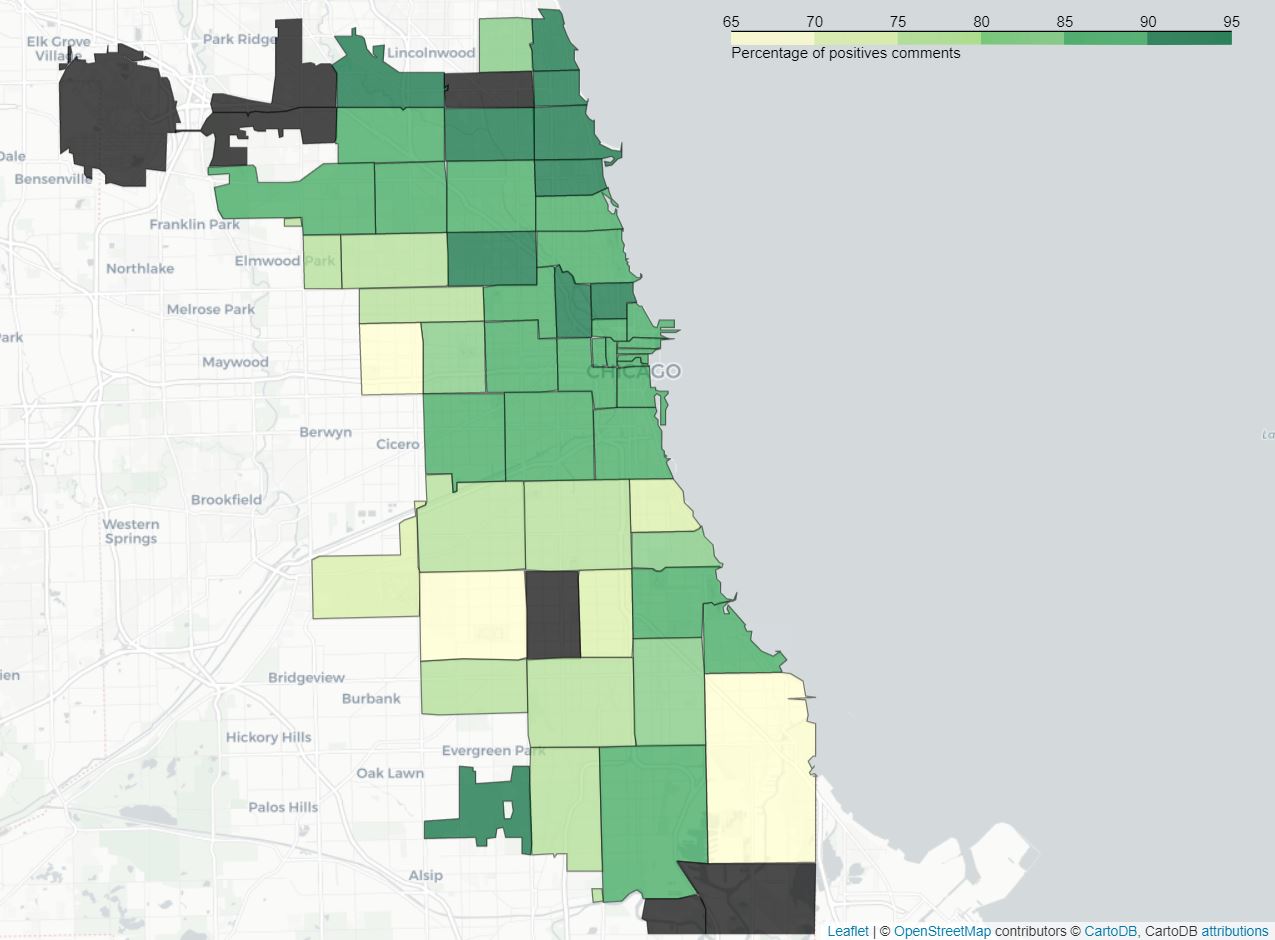 65 70 75 80 85 90 95
Percentage of positives comments
Elk Grove
Village
Park Ridge
Lincolnwood
Dale
Bensenville
Franklin Park
Northlake
Elmwood Park
Melrose Park
Park
Maywood
CHICAGO
Berwyn
Cicero
La
Brookfield
Western
Springs
ien
Bridgeview
Burbank
Hickory Hills
Evergreen Park
Oak Lawn
Palos Hills
Alsip
Leaflet | © OpenStreetMap contributors © CartoDB, CartoDB attributions